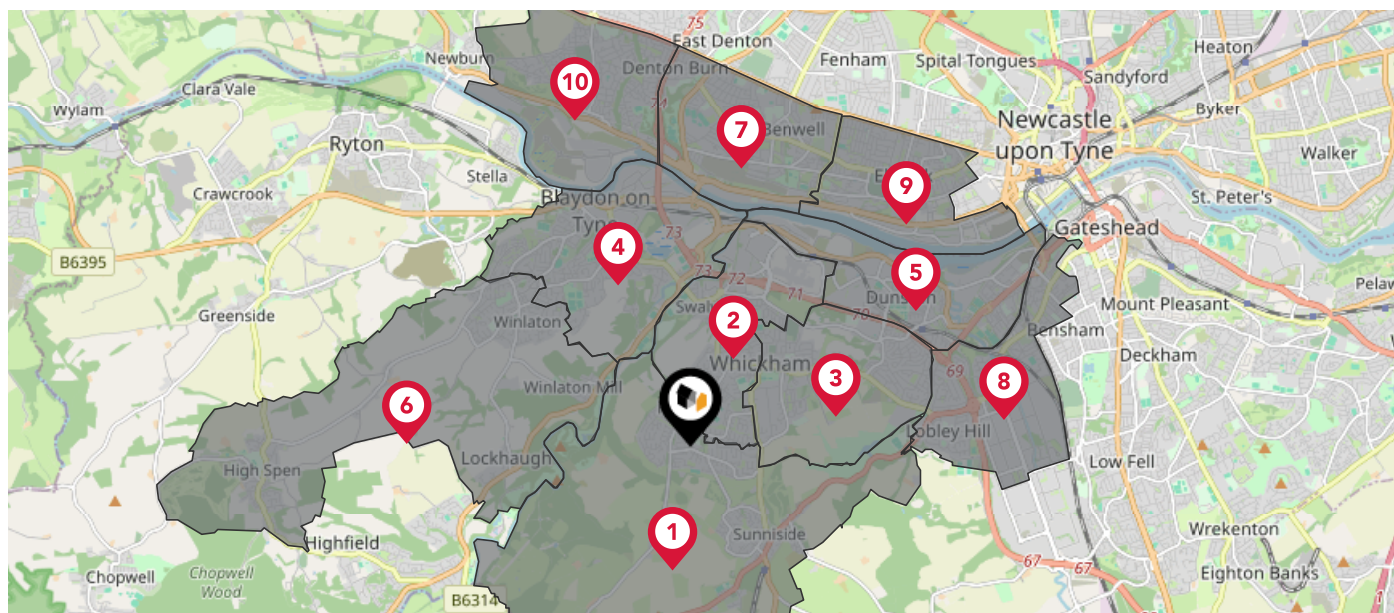 75
East Denton
Heaton
Newburn
10
Denton Burn
Fenham
Spital Tongues
Sandyford
Clara Vale
74
Wylam
7
Benwell
Newcastle
upon Tyne
Byker
Ryton
Walker
Stella
9
Crawcrook
Blaydon on
Tyne
St. Peter's
73
Gateshead
4
B6395
73
72
5
71
Dunston
70
Greenside
Winlaton
2
Mount Pleasant
Bensham
Whickham
Deckham
Winlaton Mill
3
69
8
6
Lobley Hill
High Spen
Lockhaugh
Low Fell
1
Sunniside
Wrekenton
Highfield
67
67
Chopwell
Chopwell
Wood
Eighton Banks
B6314
1